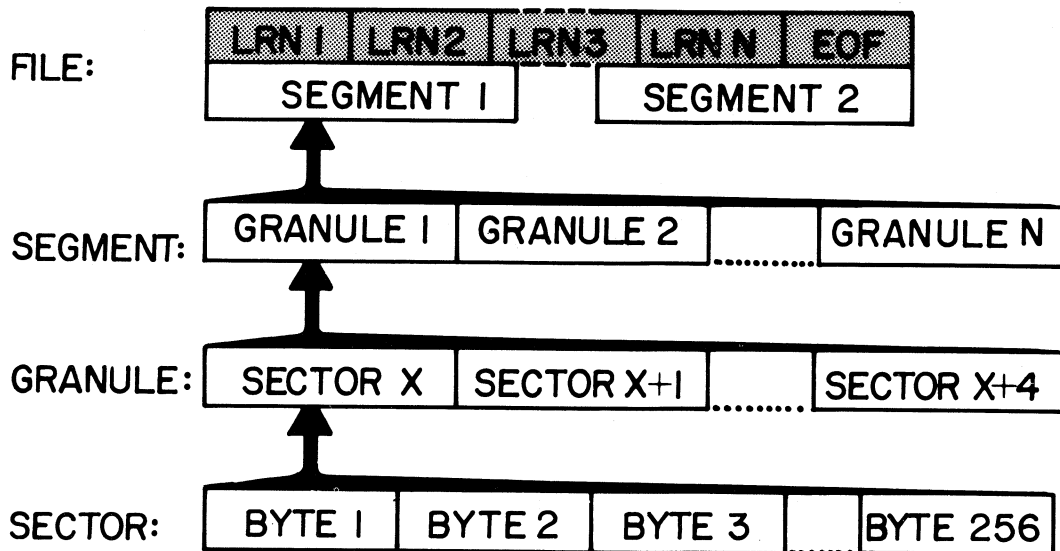 FILE:
LRN 1 LRN2 LRN3 LRN N EOF
SEGMENT 1 SEGMENT 2
SEGMENT:
GRANULE 1 GRANULE 2 GRANULE N
GRANULE:
SECTOR X SECTOR X+1 SECTOR X+4
SECTOR:
BYTE 1 BYTE 2 BYTE 3 BYTE 256